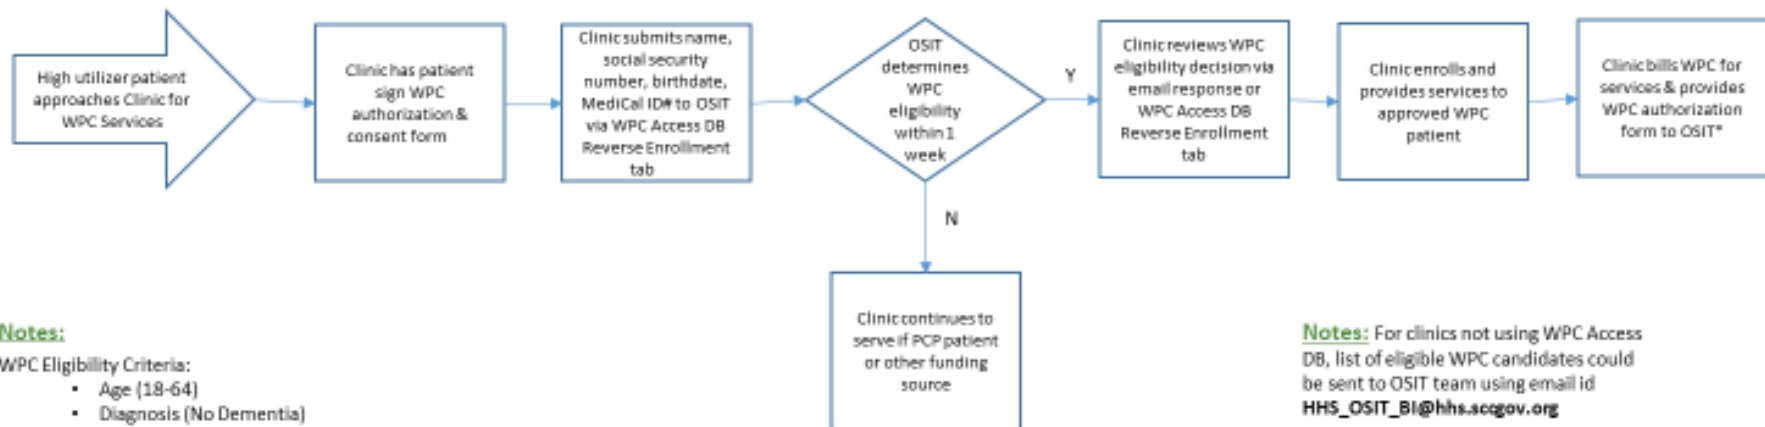 High utilizer patient
approaches Clinic for
WPC Services
Clinic has patient
sign WPC
authorization &
consent form
Clinic submits name,
social security
number, birthdate,
MediCal ID# to OSIT
via WPC Access DB
Reverse Enrollment
tab
OSIT
determines
WPC
eligibility
within 1
week
Y
N
Clinic reviews WPC
eligibility decision via
email response or
WPC Access DB
Reverse Enrollment
tab
Clinic enrolls and
provides services to
approved WPC
patient
Clinic bills WPC for
services & provides
WPC authorization
form to OSIT*
Clinic continues to
serve if PCP patient
or other funding
source
Notes:
WPC Eligibility Criteria:
▪ Age (18-64)
▪ Diagnosis (No Dementia)
Notes: For clinics not using WPC Access
DB, list of eligible WPC candidates could
be sent to OSIT team using email id
HHS_OSIT_BI@hhs.sccgov.org